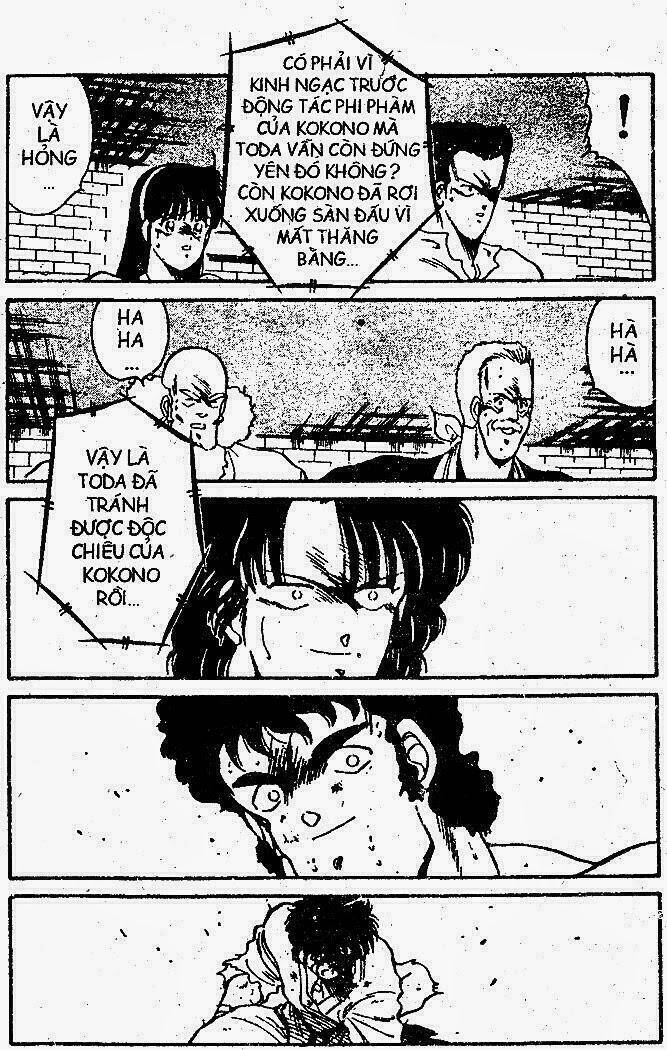 VẬY
LÀ
HỎNG
...
CÓ PHẢI VÌ
KINH NGẠC TRƯỚC
ĐỘNG TÁC PHI PHÀM
CỦA KOKONO MÀ
TODA VẪN CÒN ĐỨNG
YÊN ĐÓ KHÔNG?
CÒN KOKONO ĐÃ RƠI
XUỐNG SÀN ĐẤU VÌ
MẤT THĂNG
BẰNG...
!
HA
HA
...
HÀ
HÀ
...
VẬY LÀ
TODA ĐÃ
TRÁNH
ĐƯỢC ĐỘC
CHIÊU CỦA
KOKONO
RỒI...